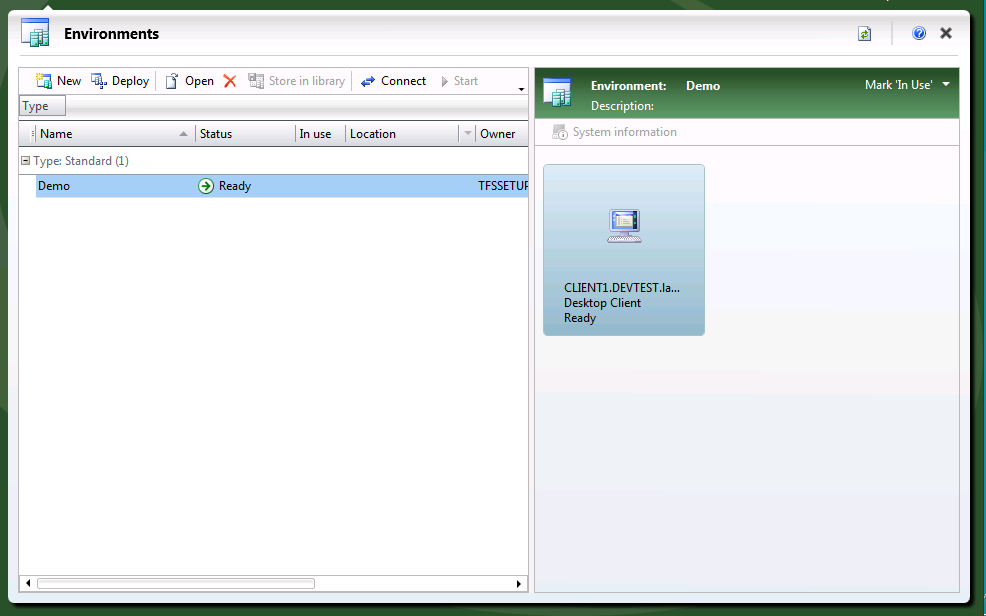 Environments
New Deploy Open Store in library Connect Start
Type
Name Status In use Location Owner
Type: Standard (1)
Demo Ready TFSSETUP
Environment: Demo Mark 'In Use'
Description:
System information
CLIENT1.DEVTEST.la...
Desktop Client
Ready